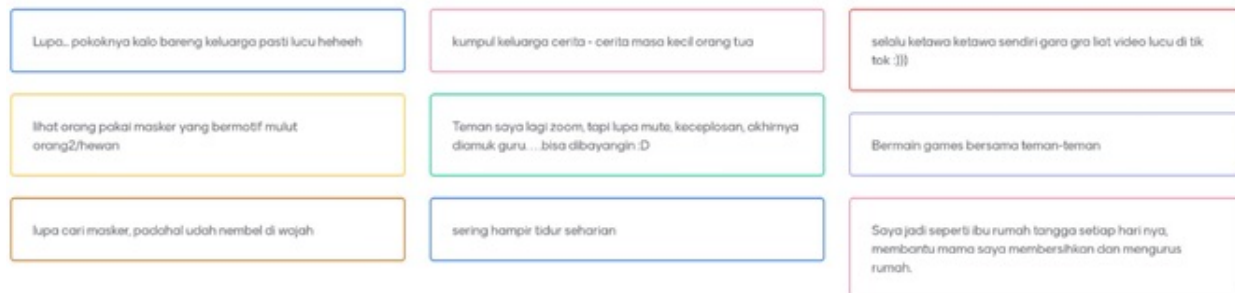 Lupa... pokoknya kalo bareng keluarga pasti lucu heheeh
kumpul keluarga cerita - cerita masa kecil orang tua
selalu ketawa ketawa sendiri gara gra liat video lucu di tik
tok :))))
lihat orang pakai masker yang bermotif mulut
orang2/hewan
Teman saya lagi zoom, tapi lupa mute, keceplosan, akhirnya
diamuk guru. . . .bisa dibayangin :D
Bermain games bersama teman-teman
lupa cari masker, padahal udah nembel di wajah
sering hampir tidur seharian
Saya jadi seperti ibu rumah tangga setiap hari nya,
membantu mama saya membersihkan dan mengurus
rumah.